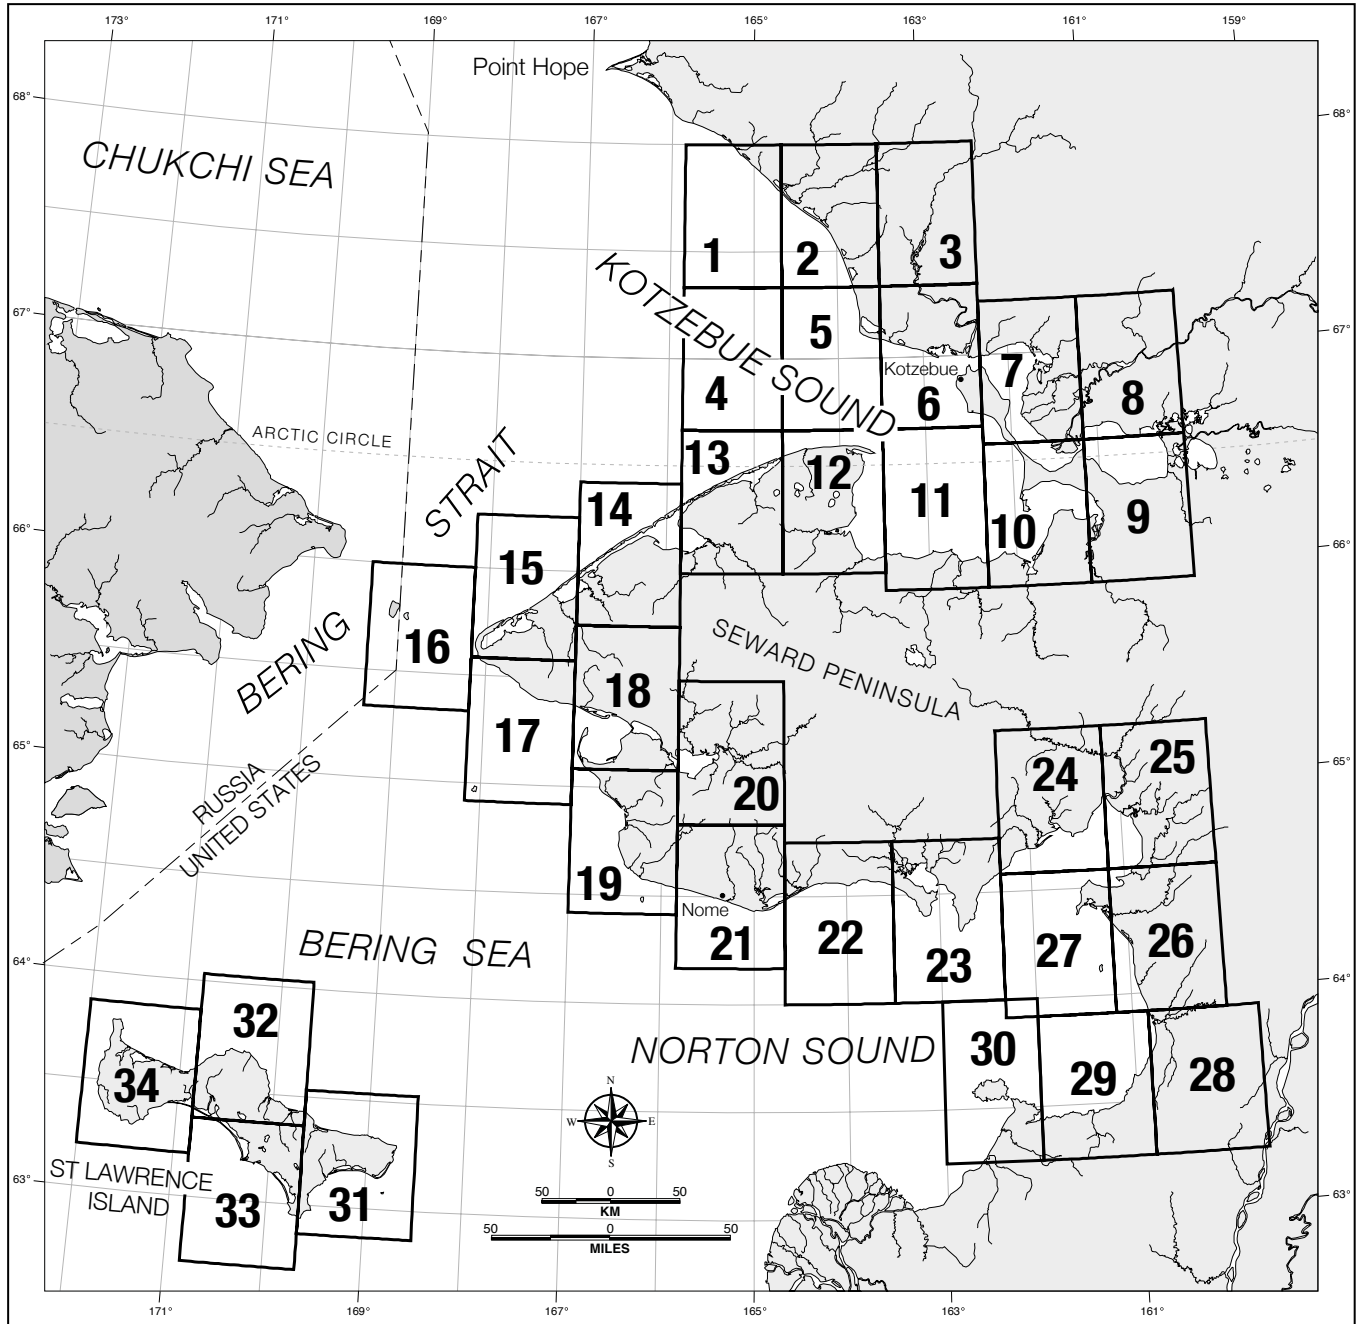 173° 171° 169° 167° 165° 163° 161° 159°
Point Hope
68° 68°
CHUKCHI SEA
1 2 3
KOTZEBUE SOUND
67° 67°
5
Kotzebue
7
4 6 8
ARCTIC CIRCLE
13 12
STRAIT
14 11 9
10
66° 66°
15
BERING
16
SEWARD PENINSULA
18
17
65° 65°
24 25
RUSSIA
UNITED STATES
20
19
Nome
21 22 23 27 26
BERING SEA
64° 64°
32
NORTON SOUND
30 29 28
34
N
W E
S
ST LAWRENCE
ISLAND
63° 63°
33 31
50 0 50
KM
50 0 50
MILES
171° 169° 167° 165° 163° 161°